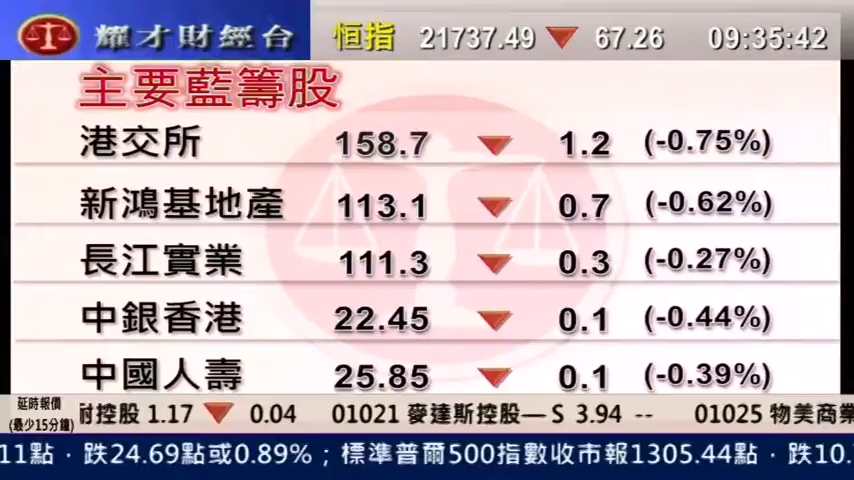 耀才財經台 恒指 21737.49 ▼ 67.26 09:35:42
主要藍籌股
港交所 158.7 ▼ 1.2 (-0.75%)
新鴻基地產 113.1 ▼ 0.7 (-0.62%)
長江實業 111.3 ▼ 0.3 (-0.27%)
中銀香港 22.45 ▼ 0.1 (-0.44%)
中國人壽 25.85 ▼ 0.1 (-0.39%)
延時報價
(最少15分鐘)
控股 1.17 ▼ 0.04 01021 麥達斯控股—S 3.94 -- 01025 物美商業
11點，跌24.69點或0.89%；標準普爾500指數收市報1305.44點，跌10.